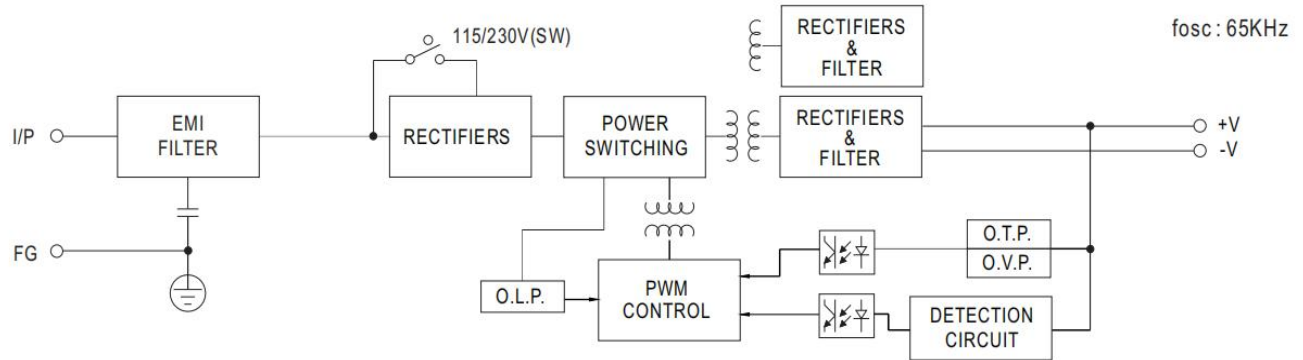 115/230V(SW)
RECTIFIERS
&
FILTER
fosc : 65KHz
I/P
EMI
FILTER
RECTIFIERS
POWER
SWITCHING
RECTIFIERS
&
FILTER
+V
-V
FG
O.L.P.
PWM
CONTROL
O.T.P.
O.V.P.
DETECTION
CIRCUIT